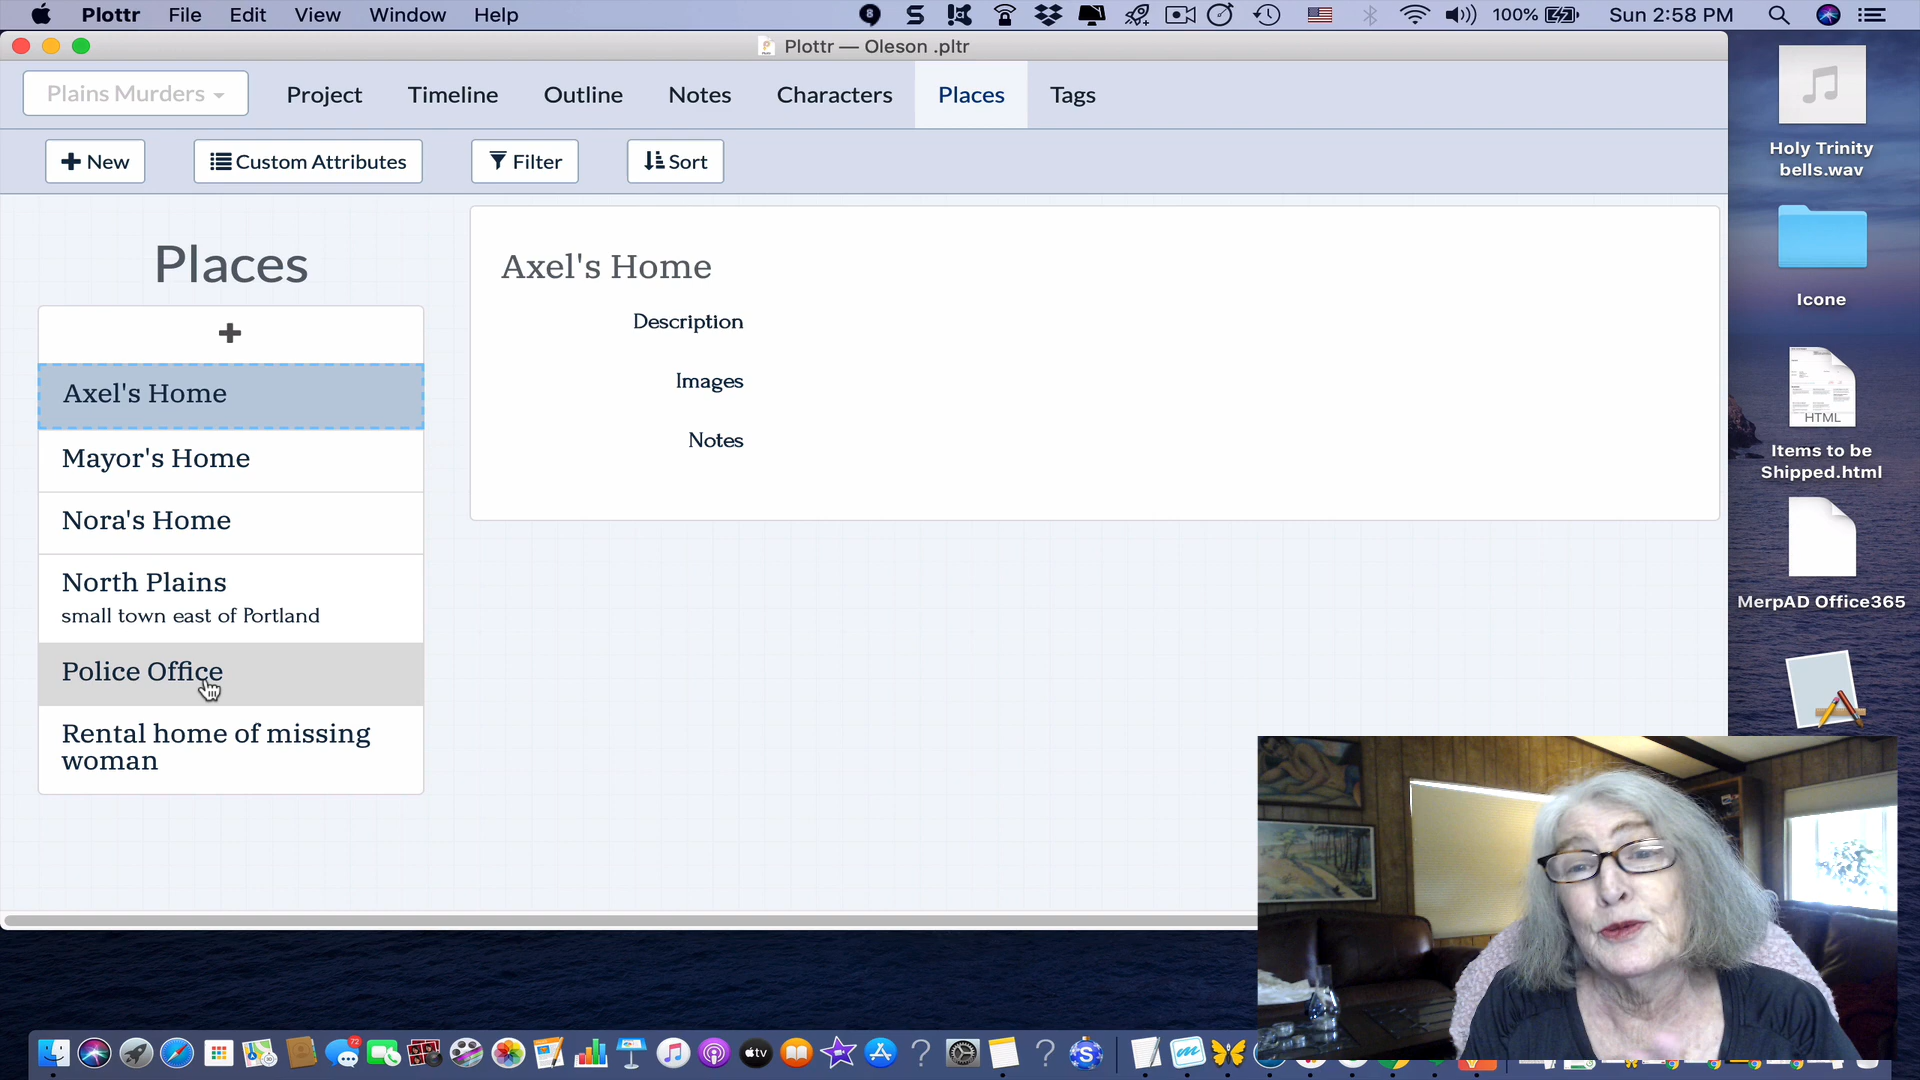 Plottr File Edit View Window Help
100% Sun 2:58 PM
Plottr — Oleson .pltr
Plains Murders Project Timeline Outline Notes Characters Places Tags
New Custom Attributes Filter Sort
Places
Axel's Home
Mayor's Home
Nora's Home
North Plains
small town east of Portland
Police Office
Rental home of missing
woman
Axel's Home
Description
Images
Notes
Holy Trinity
bells.wav
Icone
HTML
Items to be
Shipped.html
MerpAD Office365
72
tv